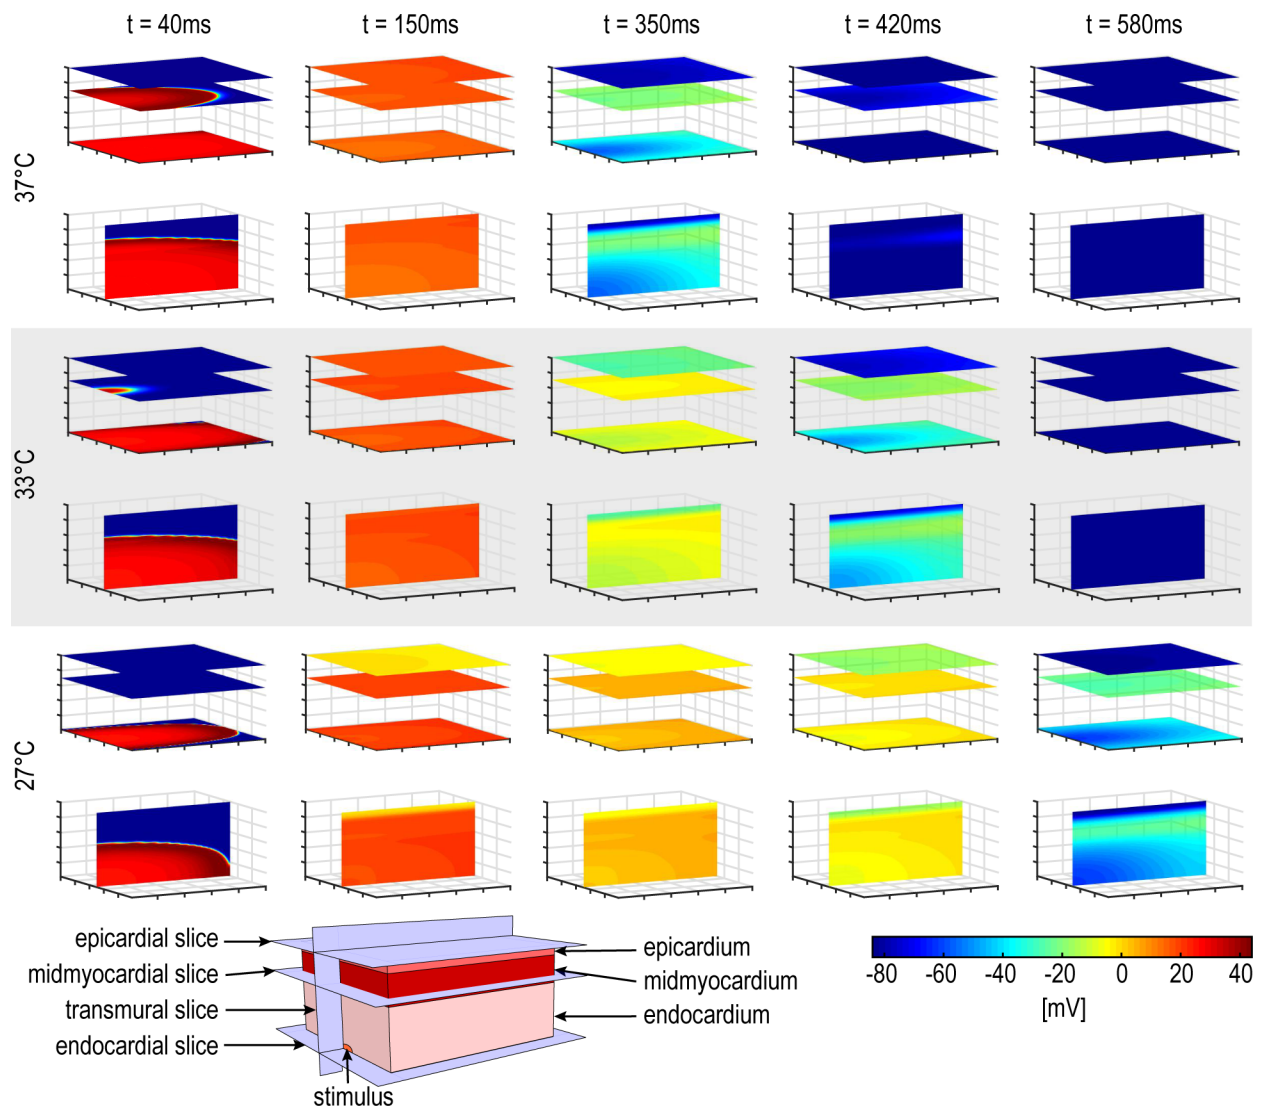 t = 40ms
t = 150ms
t = 350ms
t = 420ms
t = 580ms
37°C
33°C
27°C
epicardial slice
midmyocardial slice
transmural slice
endocardial slice
stimulus
epicardium
midmyocardium
endocardium
-80 -60 -40 -20 0 20 40
[mV]